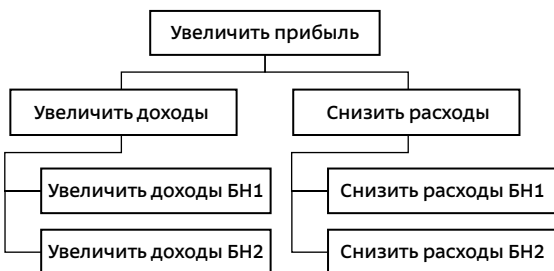 Увеличить прибыль
Увеличить доходы
Снизить расходы
Увеличить доходы БН1
Снизить расходы БН1
Увеличить доходы БН2
Снизить расходы БН2